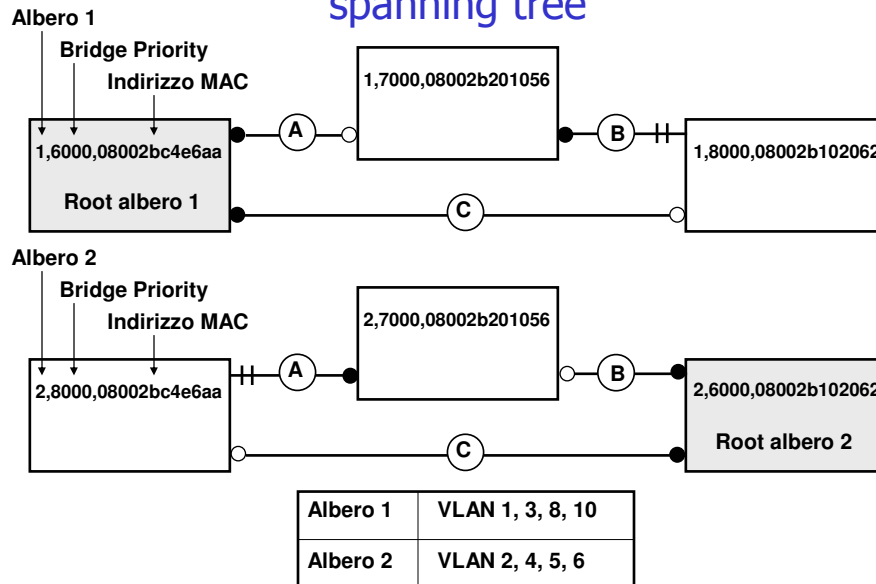 spanning tree
Albero 1
Bridge Priority
Indirizzo MAC
1,7000,08002b201056
A
B
1,6000,08002bc4e6aa
1,8000,08002b102062
Root albero 1
C
Albero 2
Bridge Priority
Indirizzo MAC
2,7000,08002b201056
A
B
2,8000,08002bc4e6aa
2,6000,08002b102062
Root albero 2
C
Albero 1 VLAN 1, 3, 8, 10
Albero 2 VLAN 2, 4, 5, 6